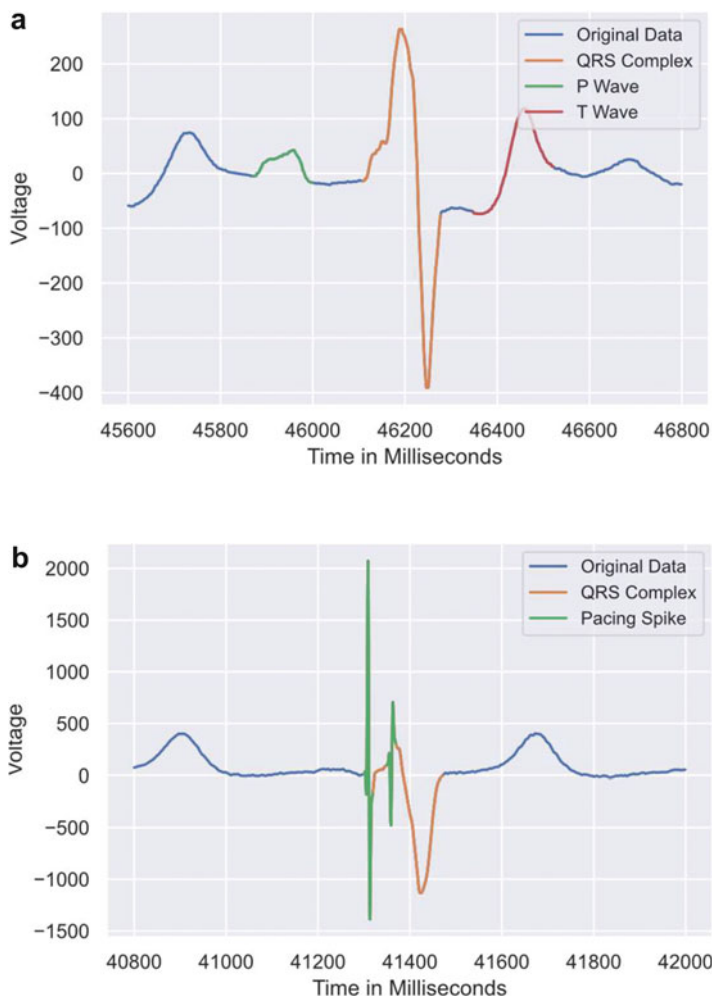 a
Original Data
QRS Complex
P Wave
T Wave
200
100
0
−100
−200
−300
−400
Voltage
45600 45800 46000 46200 46400 46600 46800
Time in Milliseconds
b
Original Data
QRS Complex
Pacing Spike
2000
1500
1000
500
0
−500
−1000
−1500
Voltage
40800 41000 41200 41400 41600 41800 42000
Time in Milliseconds